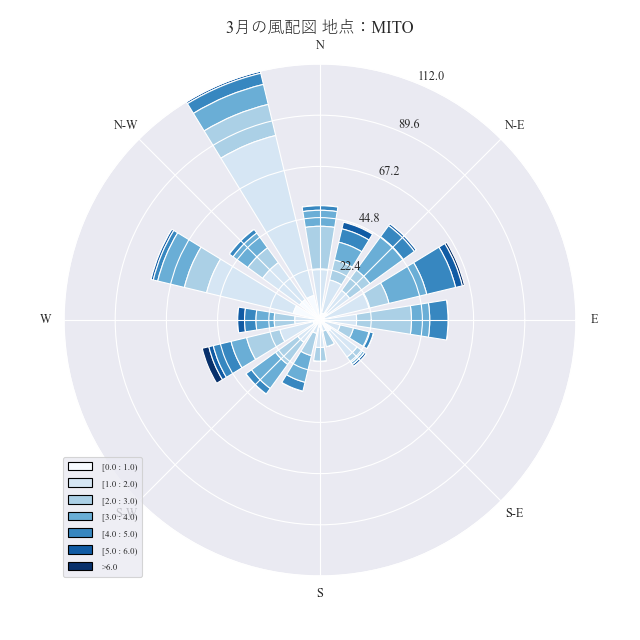 3月の風配図 地点：MITO
N
112.0
N-W
89.6
N-E
67.2
44.8
22.4
W
E
[0.0 : 1.0)
[1.0 : 2.0)
[2.0 : 3.0)
S-W
[3.0 : 4.0)
S-E
[4.0 : 5.0)
[5.0 : 6.0)
>6.0
S